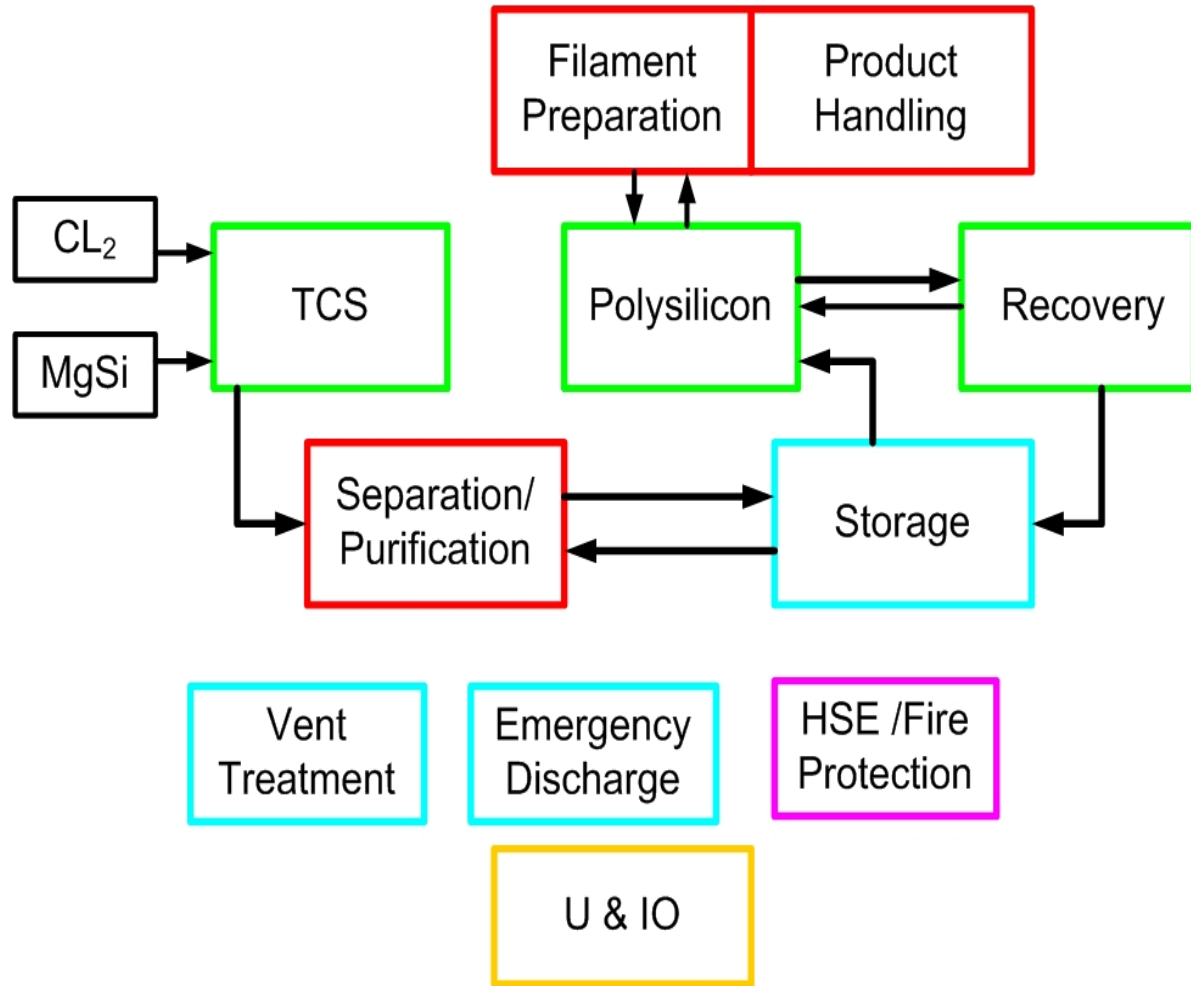 Filament
Preparation
Product
Handling
CL₂
TCS
MgSi
Polysilicon
Recovery
Separation/
Purification
Storage
Vent
Treatment
Emergency
Discharge
HSE /Fire
Protection
U & IO